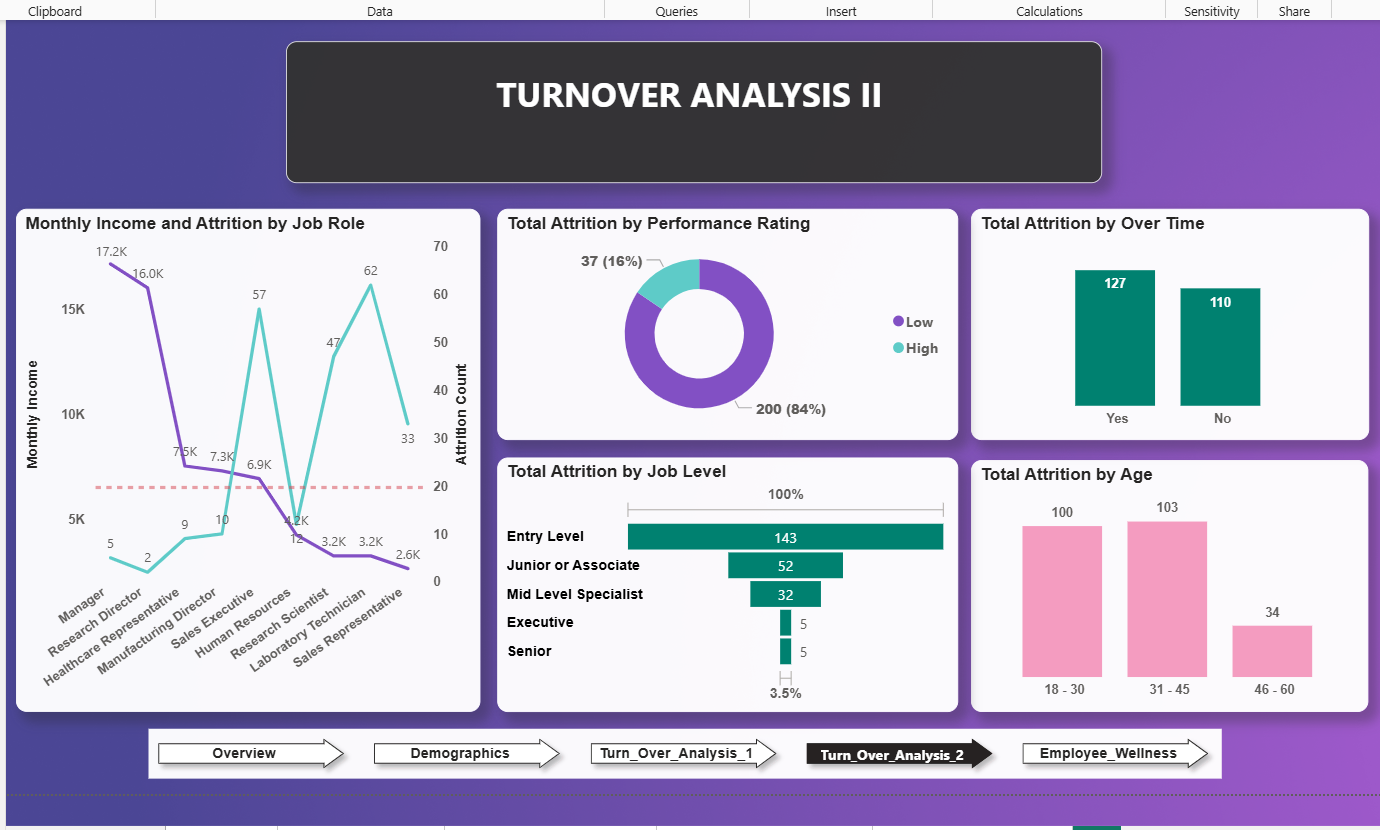 Clipboard
Data
Queries
Insert
Calculations
Sensitivity
Share
TURNOVER ANALYSIS II
Monthly Income and Attrition by Job Role
Monthly Income
15K
10K
5K
17.2K
16.0K
7.5K
7.3K
6.9K
4.2K
3.2K
3.2K
2.6K
5
2
9
10
57
12
47
62
33
70
60
50
40
30
20
10
0
Attrition Count
Manager
Research Director
Healthcare Representative
Manufacturing Director
Sales Executive
Human Resources
Research Scientist
Laboratory Technician
Sales Representative
Total Attrition by Performance Rating
37 (16%)
200 (84%)
Low
High
Total Attrition by Over Time
127
110
Yes
No
Total Attrition by Job Level
100%
Entry Level
143
Junior or Associate
52
Mid Level Specialist
32
Executive
5
Senior
5
3.5%
Total Attrition by Age
100
103
34
18 - 30
31 - 45
46 - 60
Overview
Demographics
Turn_Over_Analysis_1
Turn_Over_Analysis_2
Employee_Wellness